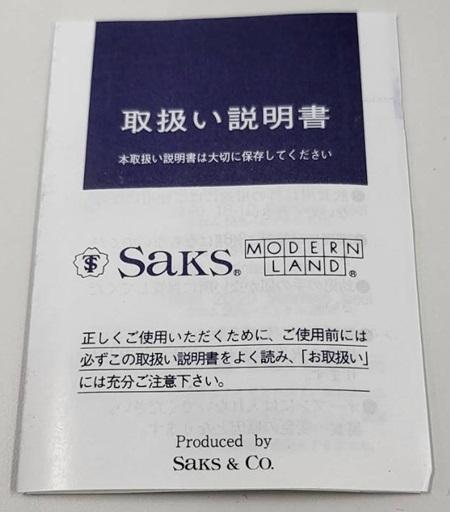 取扱い説明書
本取扱い説明書は大切に保存してください
SAKS® MODERN LAND®
正しくご使用いただくために、ご使用前には
必ずこの取扱い説明書をよく読み、「お取扱い」
には充分ご注意下さい。
Produced by
SAKS & CO.